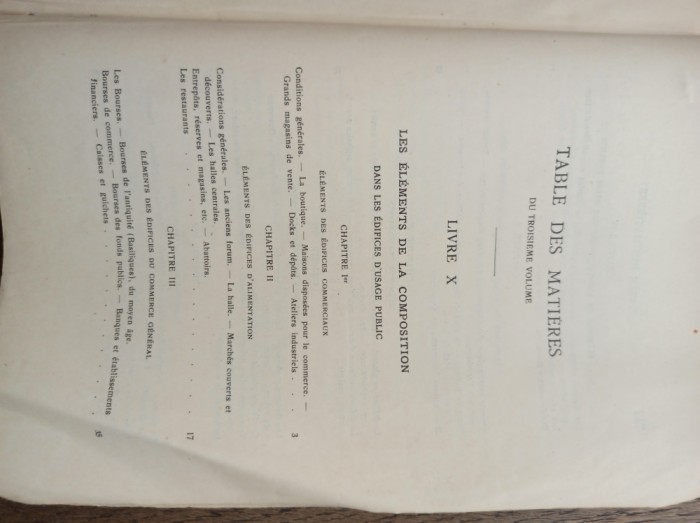 TABLE DES MATIÈRES
DU TROISIÈME VOLUME
LIVRE X
LES ÉLÉMENTS DE LA COMPOSITION
DANS LES ÉDIFICES D'USAGE PUBLIC
CHAPITRE Ier
ÉLÉMENTS DES ÉDIFICES COMMERCIAUX
Conditions générales. — La boutique. — Maisons disposées pour le commerce. —
Grands magasins de vente. — Docks et dépôts. — Ateliers industriels . . . 3
CHAPITRE II
ÉLÉMENTS DES ÉDIFICES D'ALIMENTATION
Considérations générales. — Les anciens forum. — La halle. — Marchés couverts et
découverts. — Les halles centrales.
Entrepôts, réserves et magasins, etc. — Abattoirs.
Les restaurants . . . . . . . . . . . . . . . . 17
CHAPITRE III
ÉLÉMENTS DES ÉDIFICES DU COMMERCE GÉNÉRAL
Les Bourses. — Bourses de l'antiquité (Basiliques), du moyen âge.
Bourses de commerce. — Bourses des fonds publics. — Banques et établissements
financiers. — Caisses et guichets . . . . . . . . . . 35